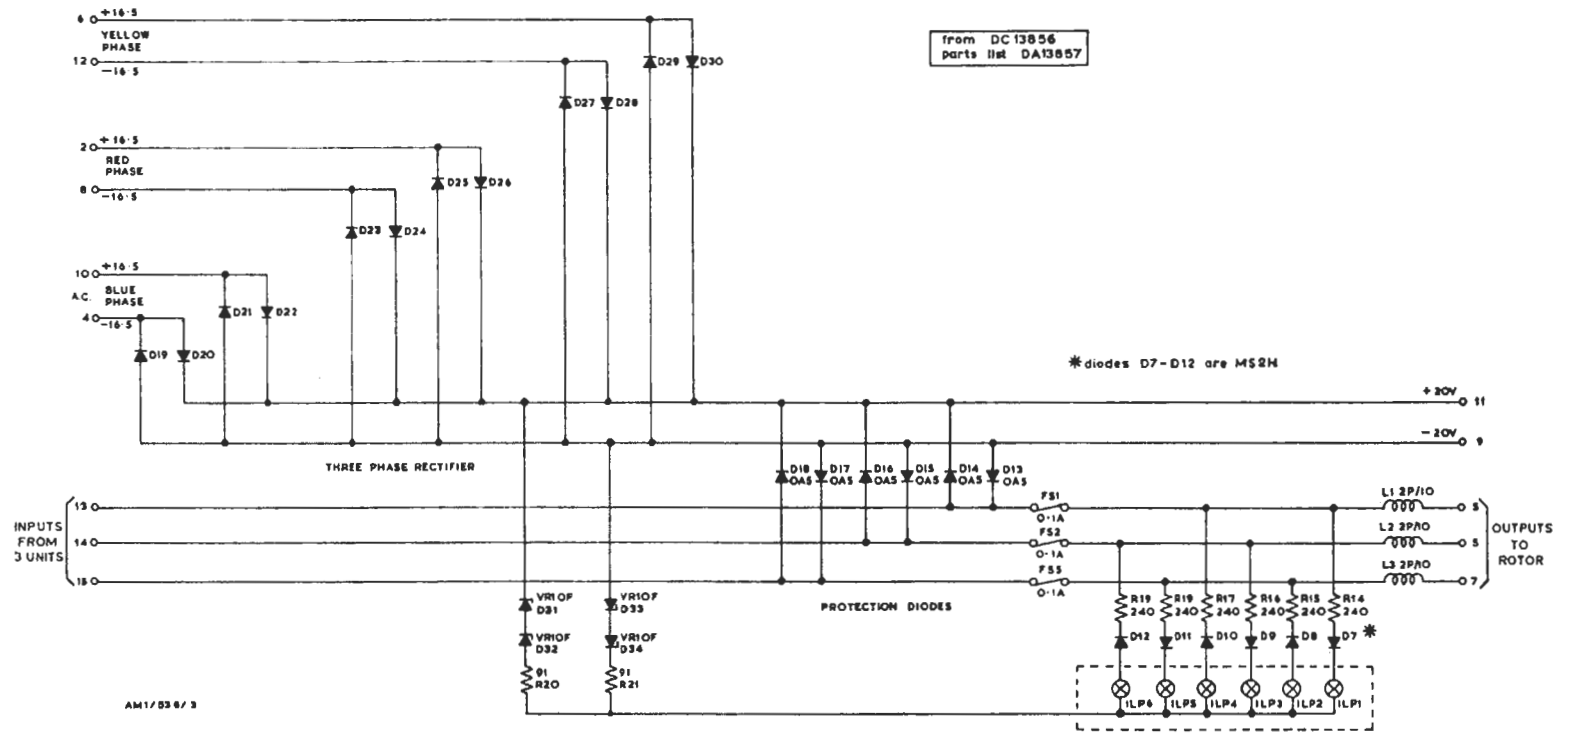 6 +16·5
YELLOW
PHASE
12 −16·5
from DC13856
parts list DA13857
D29 D30
D27 D28
2 +16·5
RED
PHASE
8 −16·5
D25 D26
D23 D24
10 +16·5
A.C. BLUE
PHASE
4 −16·5
D21 D22
D19 D20
*diodes D7-D12 are MS2H
+20V 11
−20V 9
THREE PHASE RECTIFIER
D18 D17 D16 D15 D14 D13
OA5 OA5 OA5 OA5 OA5 OA5
INPUTS
FROM
3 UNITS
13
14
15
FS1
0·1A
FS2
0·1A
FS3
0·1A
L1 2P/10
L2 2P/10 5
L3 2P/10 7
OUTPUTS
TO
ROTOR
VR10F VR10F
D31 D33
PROTECTION DIODES
R19 R19 R17 R16 R15 R14
240 240 240 240 240 240
VR10F VR10F
D32 D34
D12 D11 D10 D9 D8 D7 *
91 91
R20 R21
ILP6 ILP5 ILP4 ILP3 ILP2 ILP1